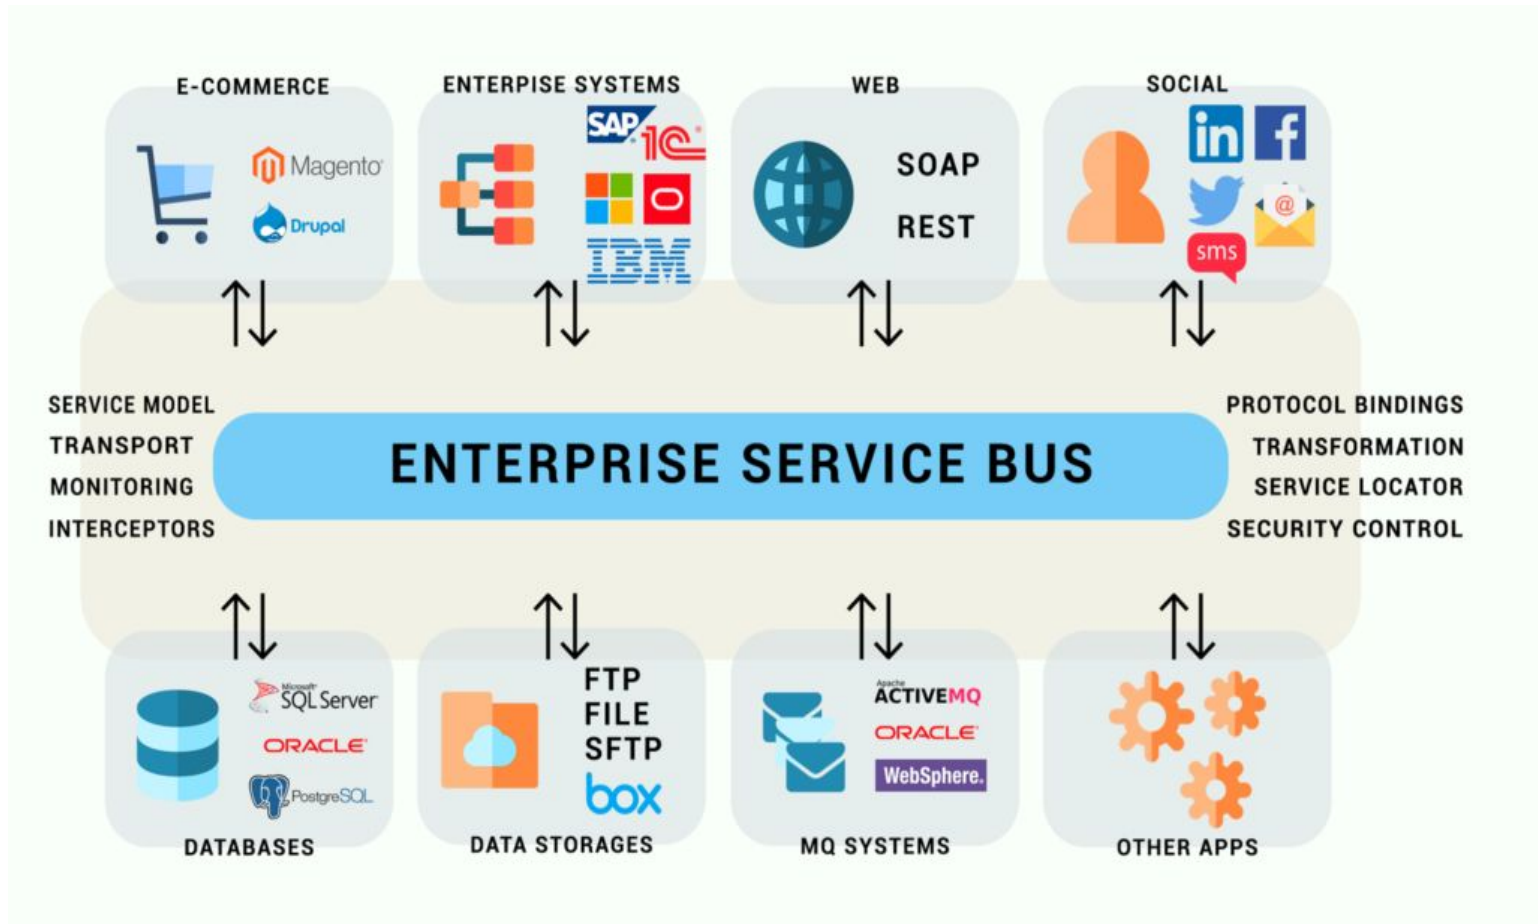 E-COMMERCE
Magento
Drupal
ENTERPISE SYSTEMS
SAP
1C
IBM
WEB
SOAP
REST
SOCIAL
in
f
@
sms
SERVICE MODEL
TRANSPORT
MONITORING
INTERCEPTORS
ENTERPRISE SERVICE BUS
PROTOCOL BINDINGS
TRANSFORMATION
SERVICE LOCATOR
SECURITY CONTROL
Microsoft
SQL Server
ORACLE
PostgreSQL
DATABASES
FTP
FILE
SFTP
box
DATA STORAGES
Apache
ACTIVEMQ
ORACLE
WebSphere.
MQ SYSTEMS
OTHER APPS